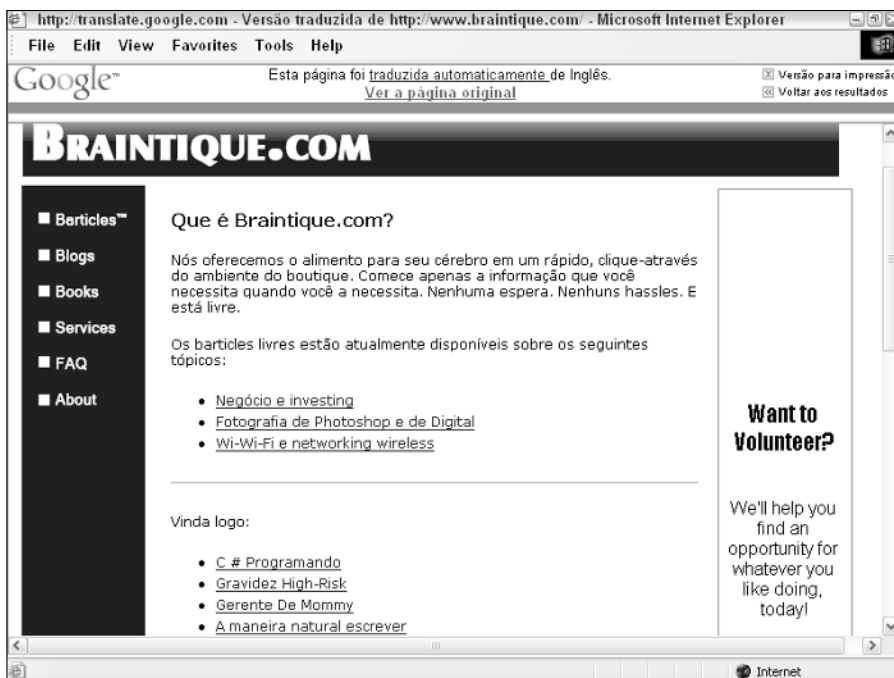 http://translate.google.com - Versão traduzida de http://www.braintique.com/ - Microsoft Internet Explorer
File Edit View Favorites Tools Help
Google™
Esta página foi traduzida automaticamente de Inglês.
Ver a página original
Versão para impressão
Voltar aos resultados
BRAINTIQUE.COM
Barticles™
Blogs
Books
Services
FAQ
About
Que é Braintique.com?
Nós oferecemos o alimento para seu cérebro em um rápido, clique-através
do ambiente do boutique. Comece apenas a informação que você
necessita quando você a necessita. Nenhuma espera. Nenhuns hassles. E
está livre.
Os barticles livres estão atualmente disponíveis sobre os seguintes
tópicos:
Negócio e investing
Fotografia de Photoshop e de Digital
Wi-Wi-Fi e networking wireless
Vinda logo:
C # Programando
Gravidez High-Risk
Gerente De Mommy
A maneira natural escrever
Want to
Volunteer?
We'll help you
find an
opportunity for
whatever you
like doing,
today!
Internet